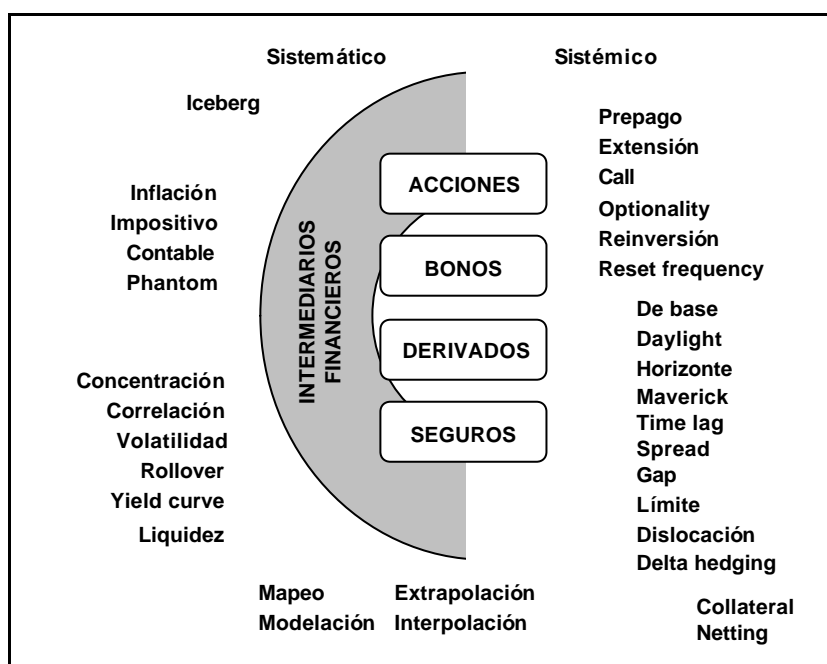 Sistemático
Sistémico
Iceberg
Inflación
Impositivo
Contable
Phantom
Concentración
Correlación
Volatilidad
Rollover
Yield curve
Liquidez
INTERMEDIARIOS
FINANCIEROS
ACCIONES
BONOS
DERIVADOS
SEGUROS
Prepago
Extensión
Call
Optionality
Reinversión
Reset frequency
De base
Daylight
Horizonte
Maverick
Time lag
Spread
Gap
Límite
Dislocación
Delta hedging
Mapeo
Modelación
Extrapolación
Interpolación
Collateral
Netting